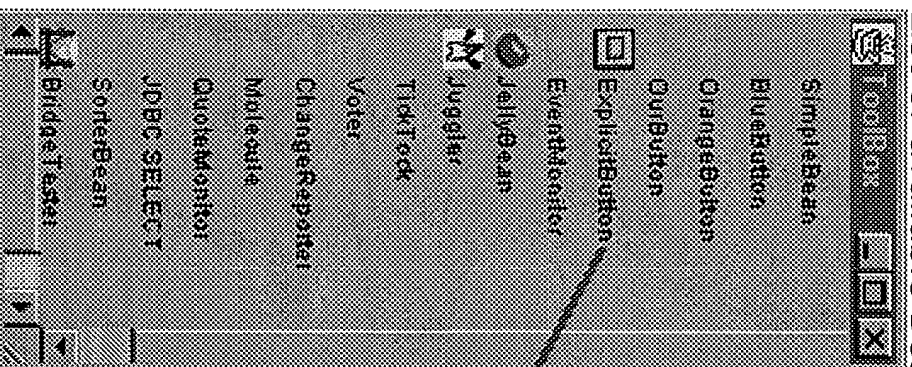 ToolBox
SimpleBean
BlueButton
OrangeButton
OurButton
ExplicitButton
EventMonitor
JellyBean
Juggler
TickTock
Voter
ChangeReporter
Molecule
QuoteMonitor
JDBC SELECT
SorterBean
BridgeTester